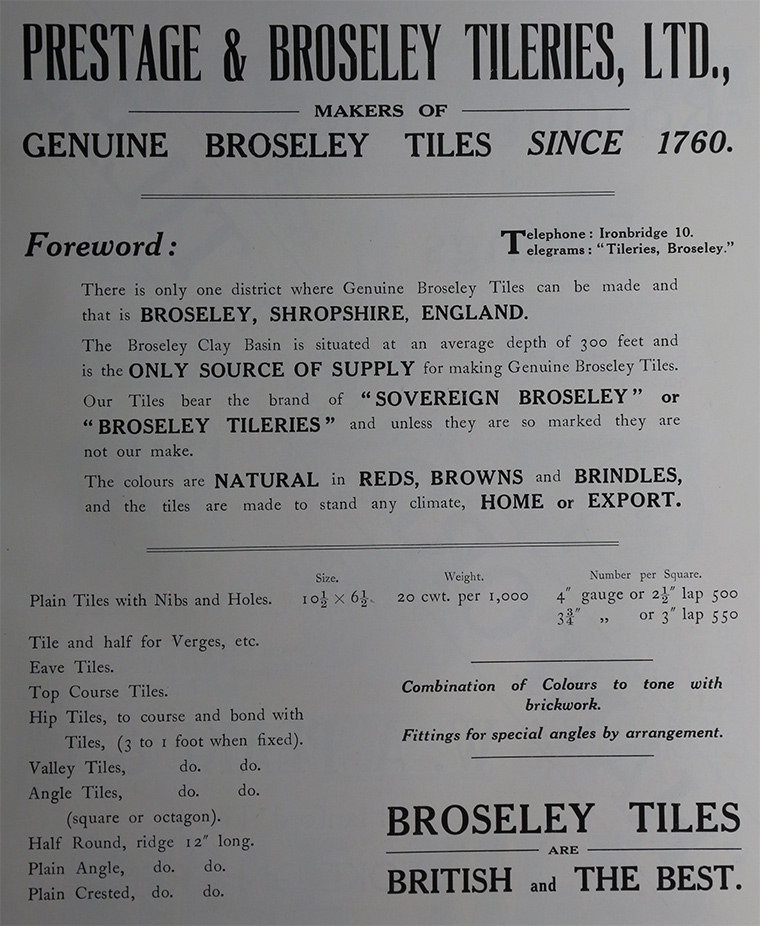 PRESTAGE & BROSELEY TILERIES, LTD.,
MAKERS OF
GENUINE BROSELEY TILES SINCE 1760.
Foreword:
Telephone: Ironbridge 10.
Telegrams: "Tileries, Broseley."
There is only one district where Genuine Broseley Tiles can be made and
that is BROSELEY, SHROPSHIRE, ENGLAND.
The Broseley Clay Basin is situated at an average depth of 300 feet and
is the ONLY SOURCE OF SUPPLY for making Genuine Broseley Tiles.
Our Tiles bear the brand of "SOVEREIGN BROSELEY" or
"BROSELEY TILERIES" and unless they are so marked they are
not our make.
The colours are NATURAL in REDS, BROWNS and BRINDLES,
and the tiles are made to stand any climate, HOME or EXPORT.
Size. Weight. Number per Square.
Plain Tiles with Nibs and Holes. 10½ × 6½ 20 cwt. per 1,000 4" gauge or 2½" lap 500
3¾" „ or 3" lap 550
Tile and half for Verges, etc.
Eave Tiles.
Top Course Tiles.
Hip Tiles, to course and bond with
Tiles, (3 to 1 foot when fixed).
Valley Tiles, do. do.
Angle Tiles, do. do.
(square or octagon).
Half Round, ridge 12" long.
Plain Angle, do. do.
Plain Crested, do. do.
Combination of Colours to tone with
brickwork.
Fittings for special angles by arrangement.
BROSELEY TILES
ARE
BRITISH and THE BEST.